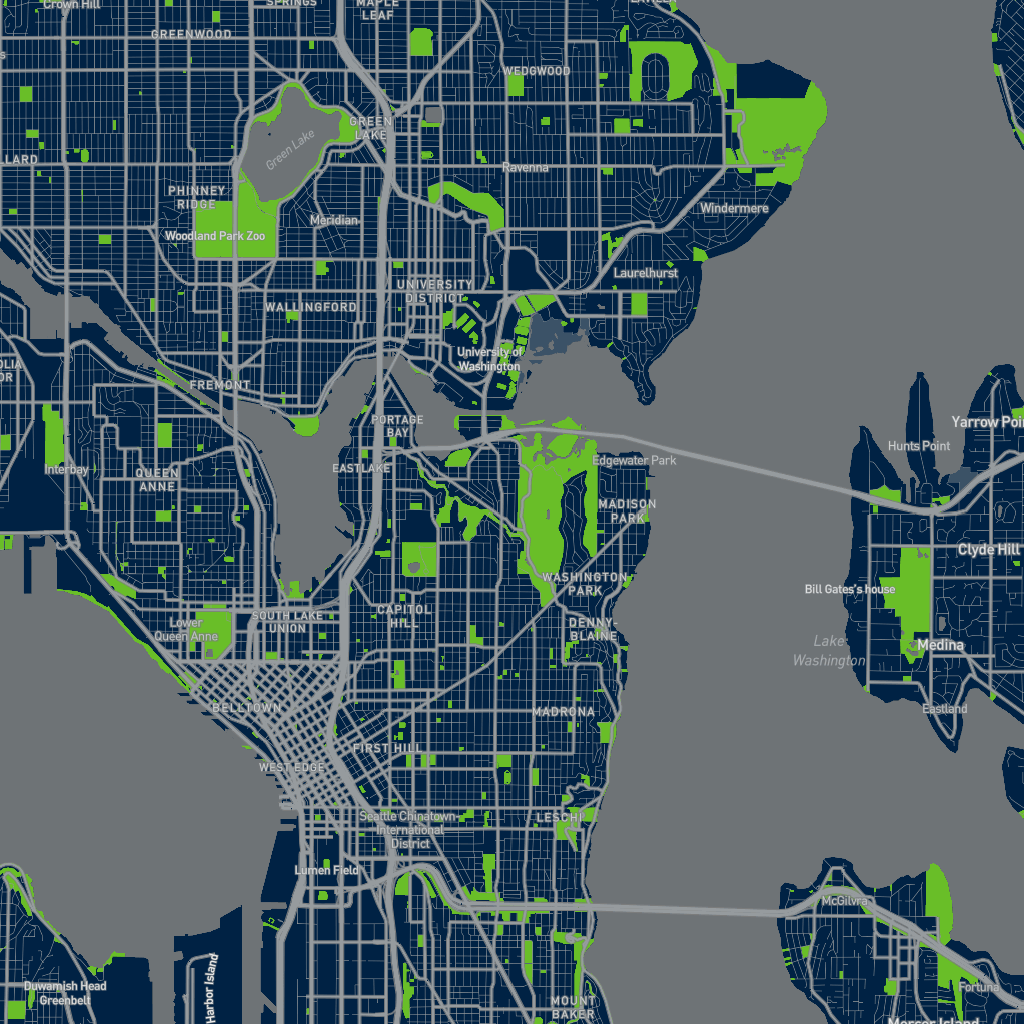 Crown Hill
SPRINGS
MAPLE
LEAF
GREENWOOD
WEDGWOOD
GREEN
LAKE
Green Lake
LLARD
Ravenna
PHINNEY
RIDGE
Meridian
Windermere
Woodland Park Zoo
Laurelhurst
UNIVERSITY
DISTRICT
WALLINGFORD
University of
Washington
OLIA
OR
FREMONT
PORTAGE
BAY
Yarrow Poin
Hunts Point
EASTLAKE
Edgewater Park
Interbay
QUEEN
ANNE
MADISON
PARK
Clyde Hill
WASHINGTON
PARK
Bill Gates's house
CAPITOL
HILL
SOUTH LAKE
UNION
Lower
Queen Anne
DENNY-
BLAINE
Lake
Washington
Medina
BELLTOWN
MADRONA
Eastland
FIRST HILL
WEST EDGE
Seattle Chinatown-
International
District
LESCHI
Lumen Field
McGilvra
Duwamish Head
Greenbelt
Harbor Island
Fortuna
MOUNT
BAKER
Mercer Island